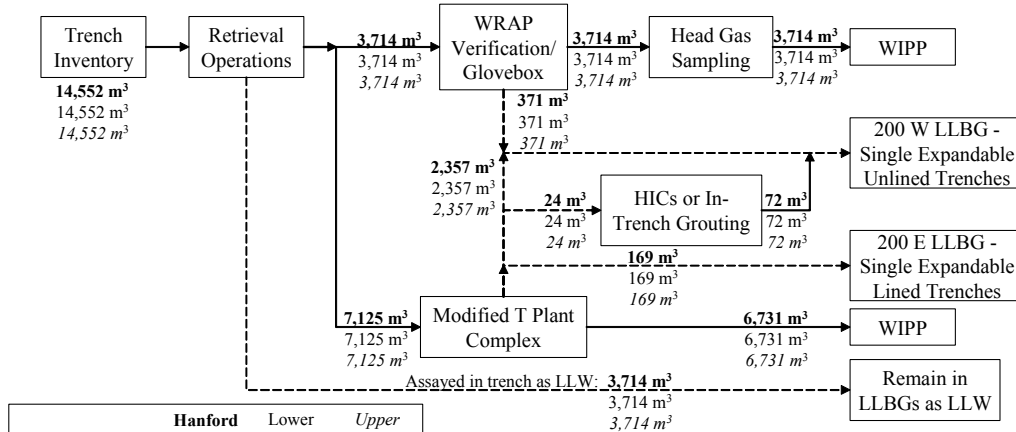 Trench
Inventory
14,552 m³
14,552 m³
14,552 m³
Retrieval
Operations
3,714 m³
3,714 m³
3,714 m³
WRAP
Verification/
Glovebox
3,714 m³
3,714 m³
3,714 m³
Head Gas
Sampling
3,714 m³
3,714 m³
3,714 m³
WIPP
371 m³
371 m³
371 m³
2,357 m³
2,357 m³
2,357 m³
200 W LLBG -
Single Expandable
Unlined Trenches
24 m³
24 m³
24 m³
HICs or In-
Trench Grouting
72 m³
72 m³
72 m³
169 m³
169 m³
169 m³
200 E LLBG -
Single Expandable
Lined Trenches
7,125 m³
7,125 m³
7,125 m³
Modified T Plant
Complex
6,731 m³
6,731 m³
6,731 m³
WIPP
Assayed in trench as LLW: 3,714 m³
3,714 m³
3,714 m³
Remain in
LLBGs as LLW
Hanford Lower Upper